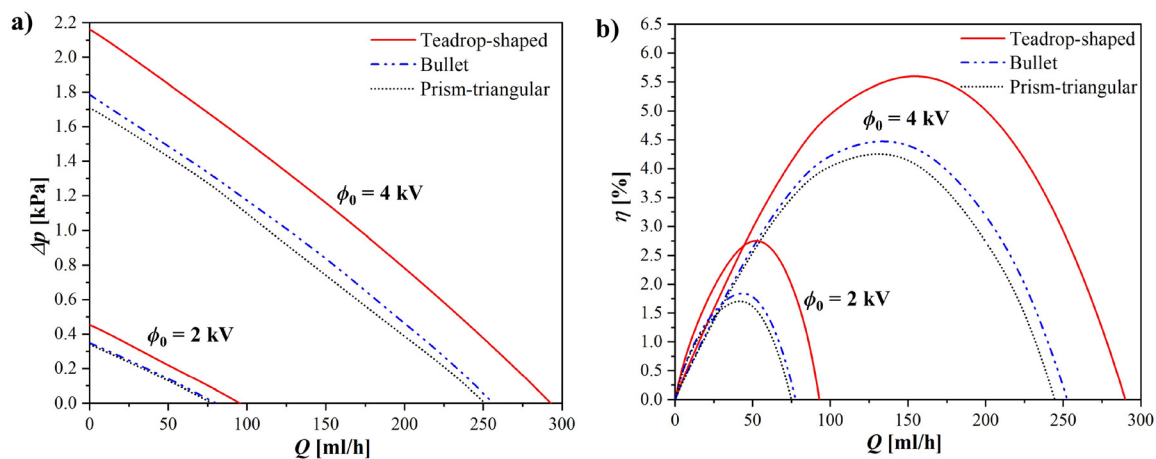 a)
2.2
2.0
1.8
1.6
1.4
1.2
1.0
0.8
0.6
0.4
0.2
0.0
Δp [kPa]
Teadrop-shaped
Bullet
Prism-triangular
ϕ0 = 4 kV
ϕ0 = 2 kV
0 50 100 150 200 250 300
Q [ml/h]
b)
6.5
6.0
5.5
5.0
4.5
4.0
3.5
3.0
2.5
2.0
1.5
1.0
0.5
0.0
η [%]
Teadrop-shaped
Bullet
Prism-triangular
ϕ0 = 4 kV
ϕ0 = 2 kV
0 50 100 150 200 250 300
Q [ml/h]